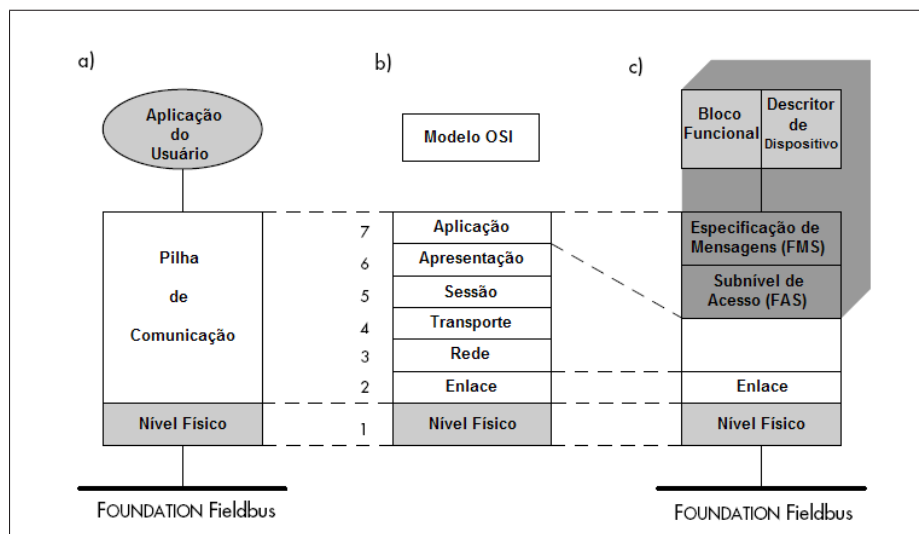 a)
b)
c)
Aplicação
do
Usuário
Modelo OSI
Bloco
Funcional
Descritor
de
Dispositivo
Pilha
de
Comunicação
Nível Físico
FOUNDATION Fieldbus
7
Aplicação
6
Apresentação
5
Sessão
4
Transporte
3
Rede
2
Enlace
1
Nível Físico
Especificação de
Mensagens (FMS)
Subnível de
Acesso (FAS)
Enlace
Nível Físico
FOUNDATION Fieldbus